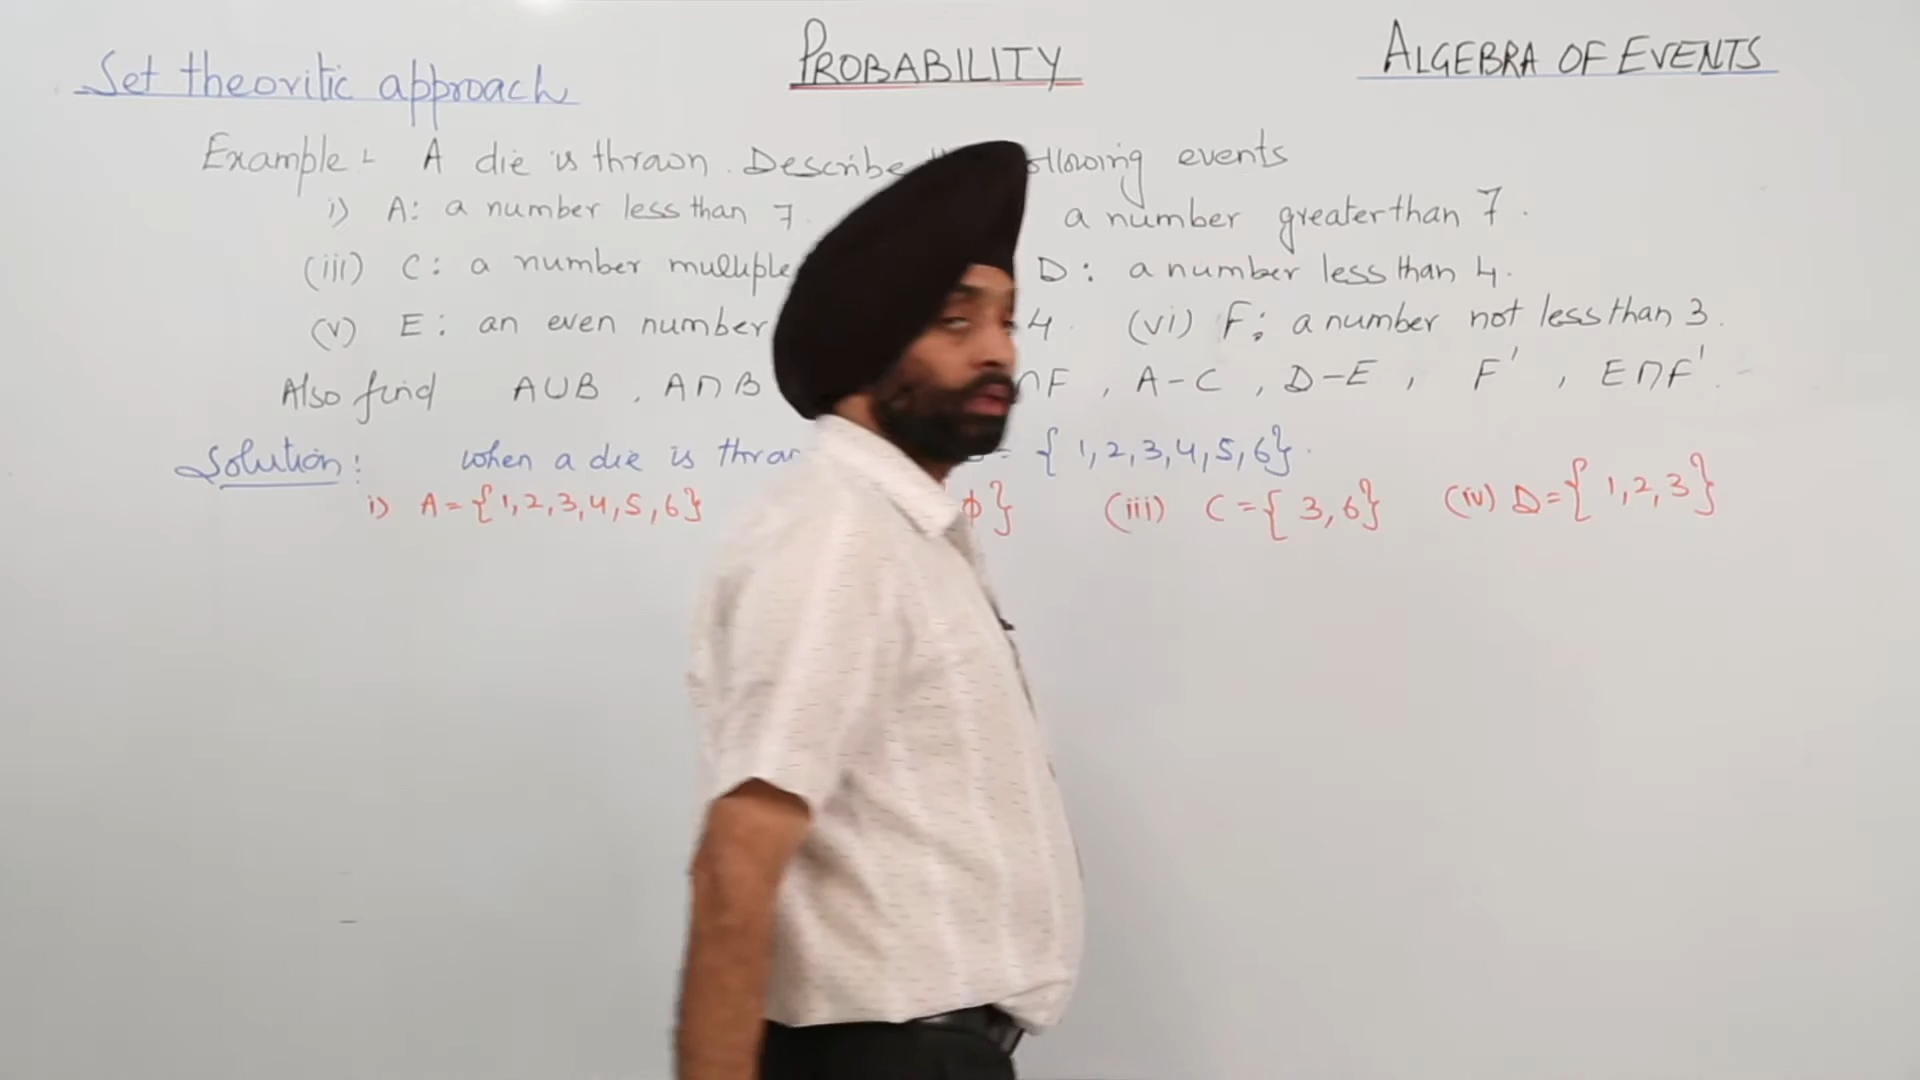 Set theoritic approach PROBABILITY ALGEBRA OF EVENTS
Example:- A die is thrown. Describe following events
i) A: a number less than 7. a number greater than 7.
(iii) C: a number multiple D: a number less than 4.
(v) E: an even number 4. (vi) F: a number not less than 3.
Also find A∪B, A∩B ∩F, A-C, D-E, F', E∩F'.
Solution: when a die is = {1,2,3,4,5,6}.
i) A={1,2,3,4,5,6} φ} (iii) C={3,6} (iv) D={1,2,3}